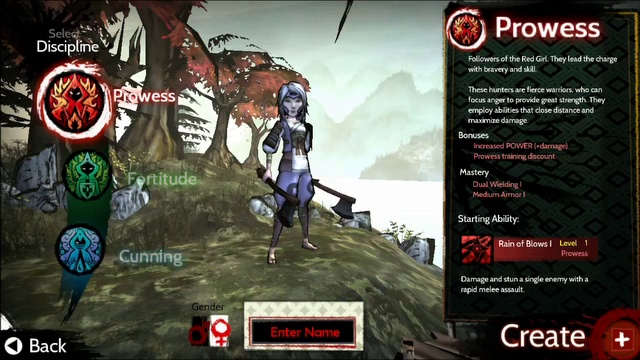 Select
Discipline
Prowess
Fortitude
Cunning
Gender
Enter Name
Back
Prowess
Followers of the Red Girl. They lead the charge
with bravery and skill.
These hunters are fierce warriors, who can
focus anger to provide great strength. They
employ abilities that close distance and
maximize damage.
Bonuses
Increased POWER (+damage)
Prowess training discount
Mastery
Dual Wielding I
Medium Armor I
Starting Ability:
Rain of Blows I Level 1
Prowess
Damage and stun a single enemy with a
rapid melee assault.
Create +